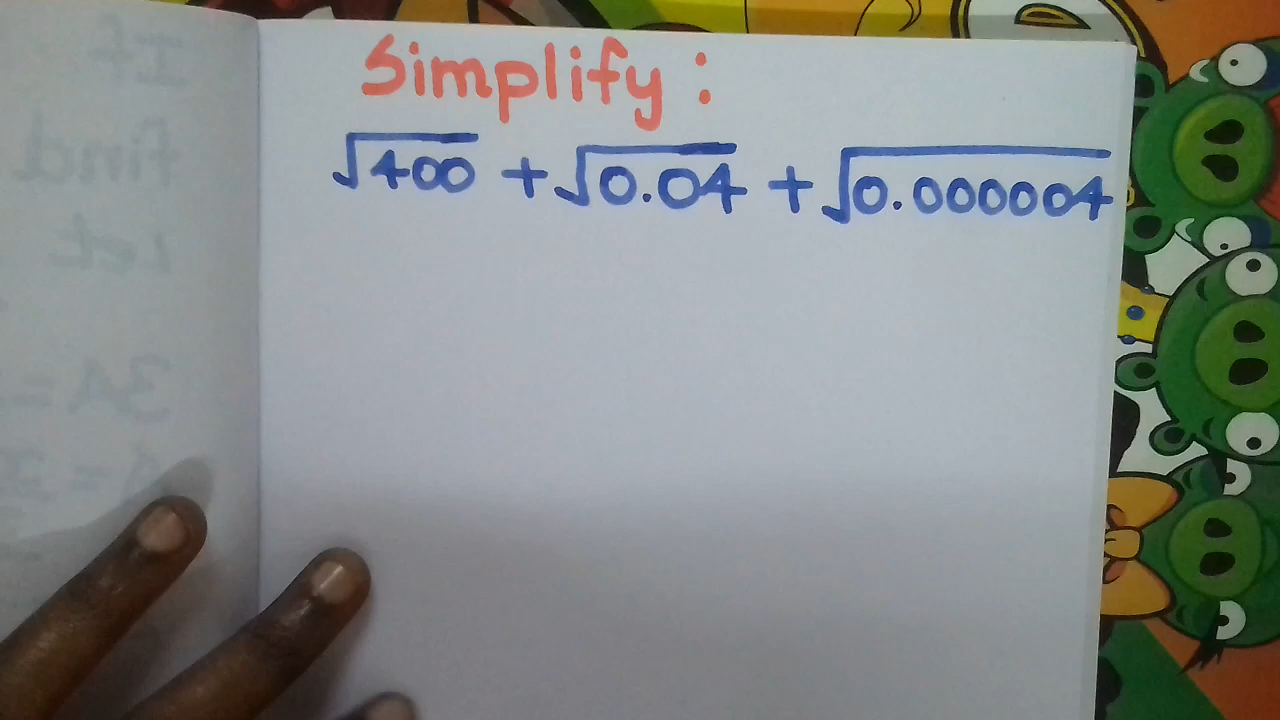 Simplify :
√400 + √0.04 + √0.000004